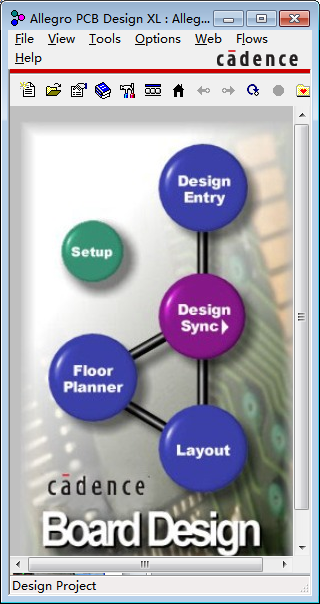 Allegro PCB Design XL : Alleg...
File View Tools Options Web Flows
Help
cādence
Design
Entry
Setup
Design
Sync
Floor
Planner
Layout
cādence
Board Design
Design Project